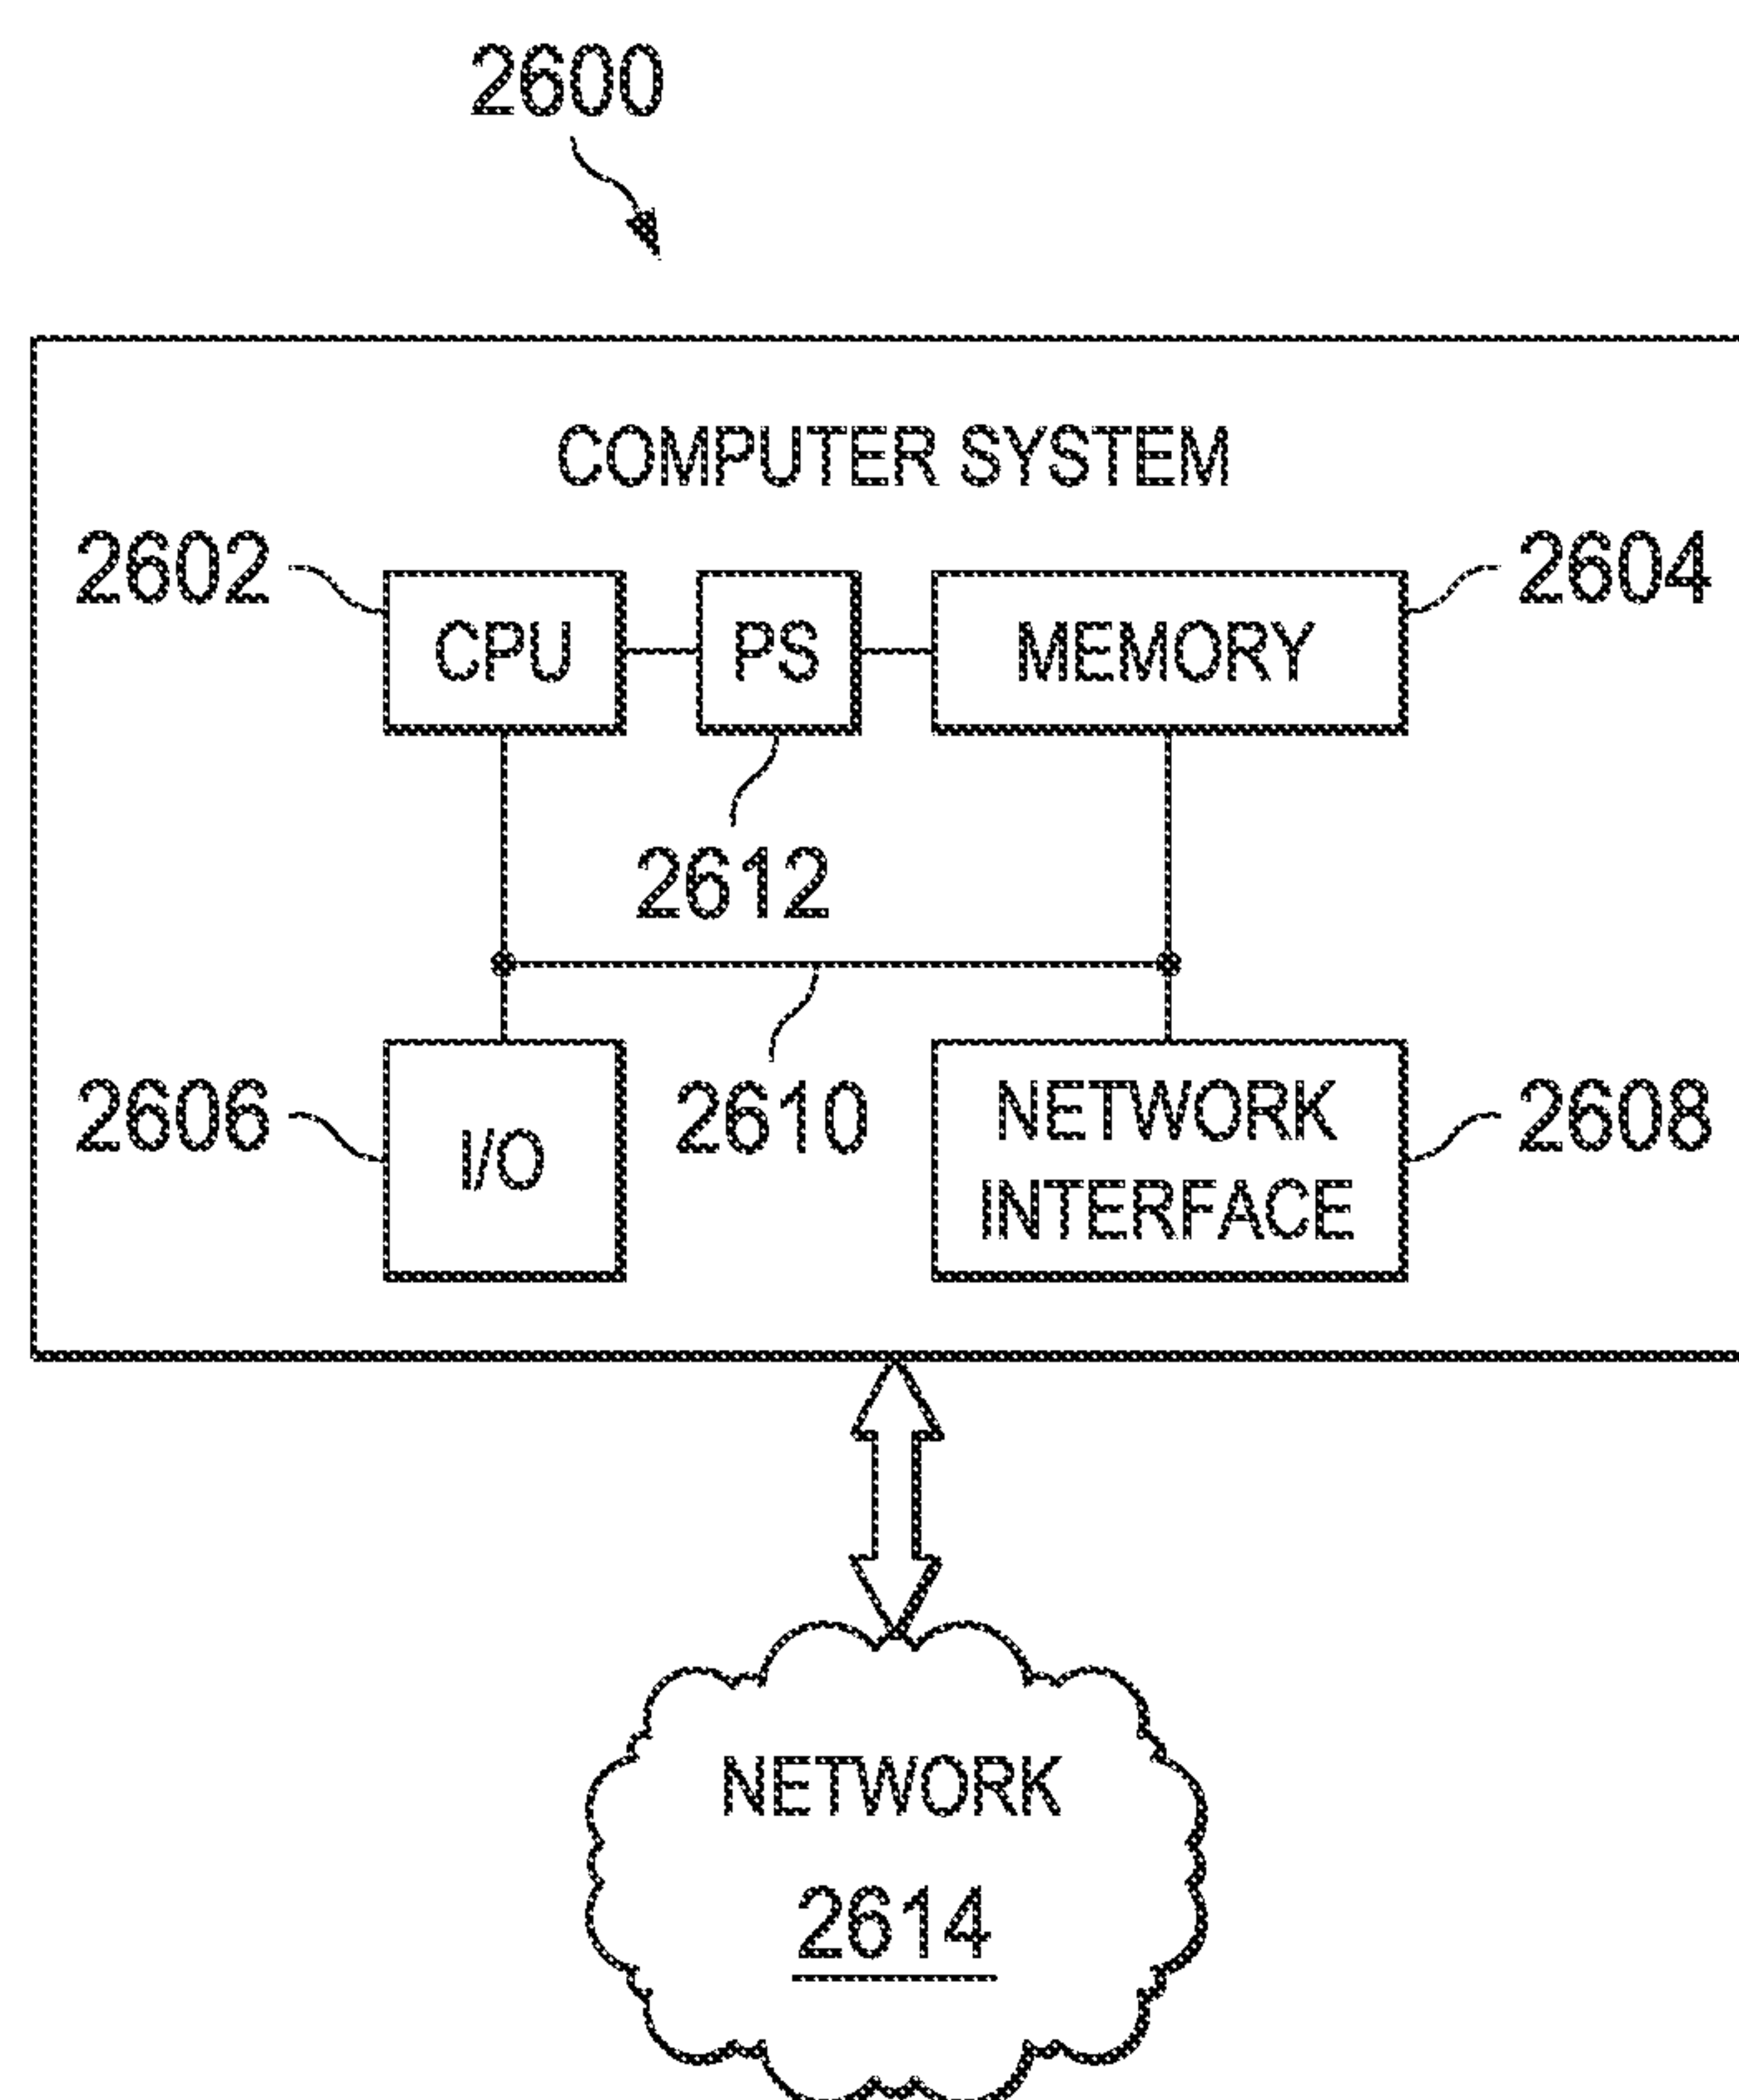 2600
COMPUTER SYSTEM
2602
CPU
PS
MEMORY
2604
2612
2606
I/O
2610
NETWORK
INTERFACE
2608
NETWORK
2614